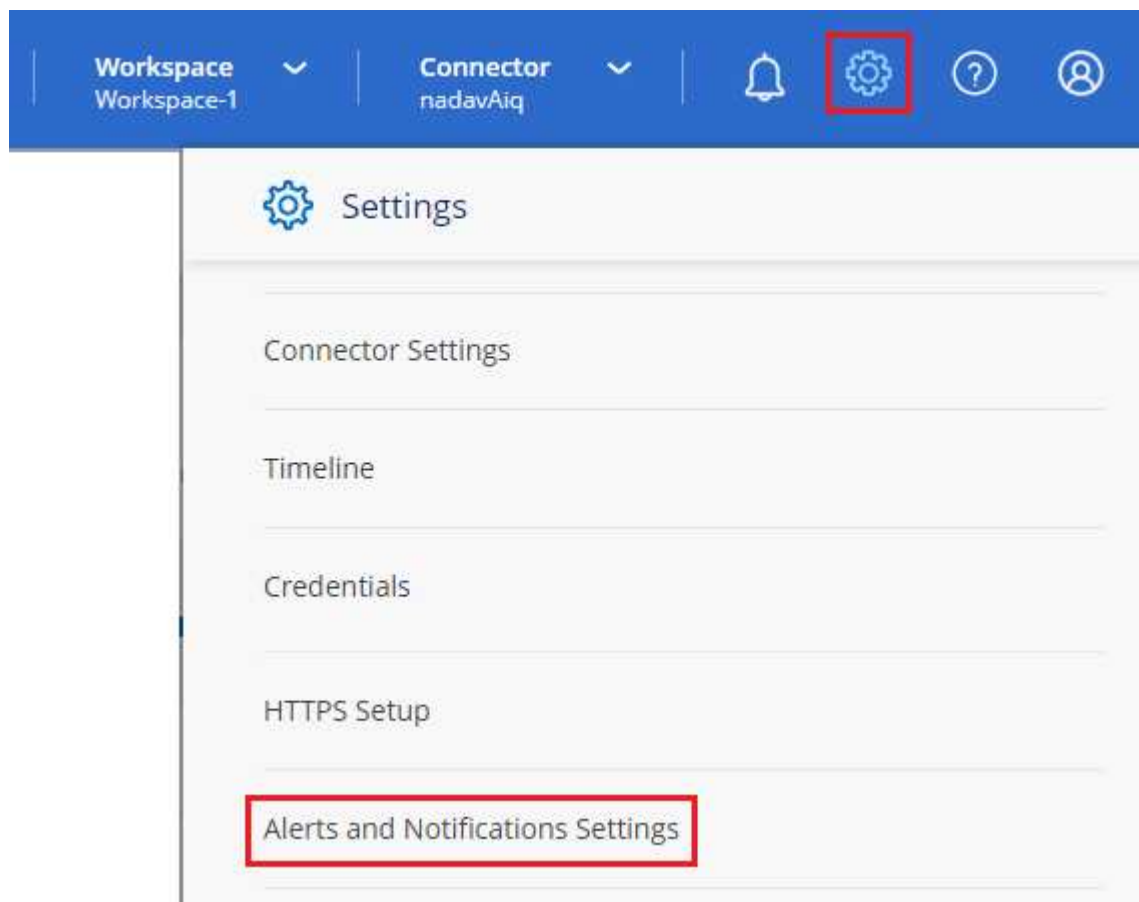 Workspace
Workspace-1
Connector
nadavAiq
Settings
Connector Settings
Timeline
Credentials
HTTPS Setup
Alerts and Notifications Settings